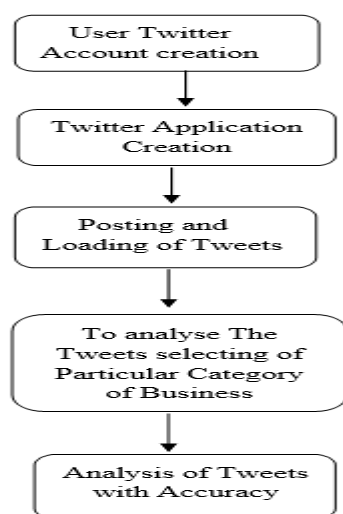 User Twitter
Account creation
Twitter Application
Creation
Posting and
Loading of Tweets
To analyse The
Tweets selecting of
Particular Category
of Business
Analysis of Tweets
with Accuracy